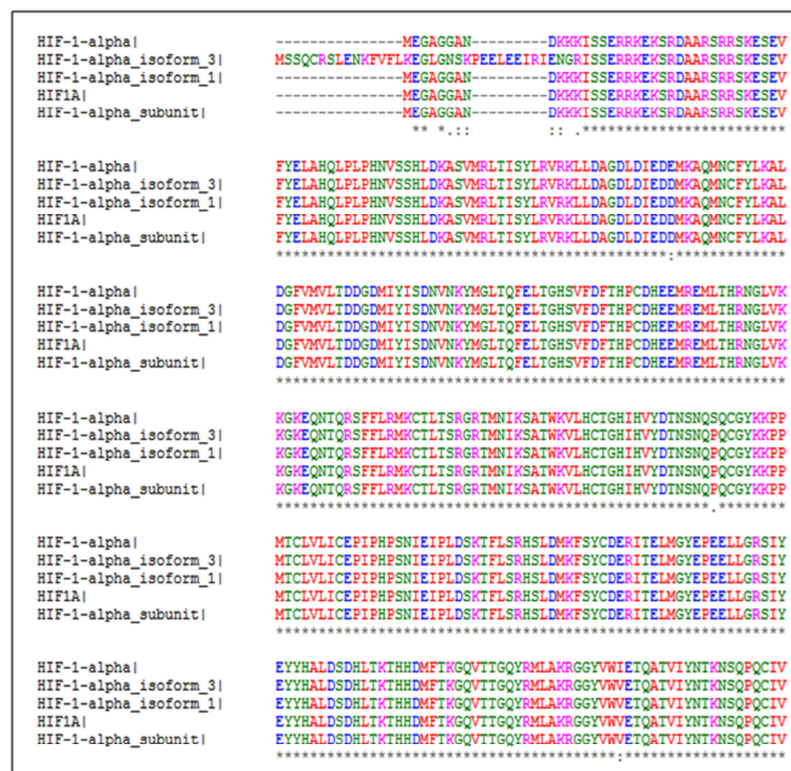 HIF-1-alpha| ---------------MEGAGGAN---------DKKKISSERRKEKSRDAARSRRSKESEV
HIF-1-alpha_isoform_3| MSSQCRSLENKFVFLKEGLGNSKPEELEEIRIENGRISSERRKEKSRDAARSRRSKESEV
HIF-1-alpha_isoform_1| ---------------MEGAGGAN---------DKKKISSERRKEKSRDAARSRRSKESEV
HIF1A| ---------------MEGAGGAN---------DKKKISSERRKEKSRDAARSRRSKESEV
HIF-1-alpha_subunit| ---------------MEGAGGAN---------DKKKISSERRKEKSRDAARSRRSKESEV
** *.:: :: .************************
HIF-1-alpha| FYELAHQLPLPHNVSSHLDKASVMRLTISYLRVRKLLDAGDLDIEDEMKAQMNCFYLKAL
HIF-1-alpha_isoform_3| FYELAHQLPLPHNVSSHLDKASVMRLTISYLRVRKLLDAGDLDIEDDMKAQMNCFYLKAL
HIF-1-alpha_isoform_1| FYELAHQLPLPHNVSSHLDKASVMRLTISYLRVRKLLDAGDLDIEDDMKAQMNCFYLKAL
HIF1A| FYELAHQLPLPHNVSSHLDKASVMRLTISYLRVRKLLDAGDLDIEDDMKAQMNCFYLKAL
HIF-1-alpha_subunit| FYELAHQLPLPHNVSSHLDKASVMRLTISYLRVRKLLDAGDLDIEDDMKAQMNCFYLKAL
**********************************************:*************
HIF-1-alpha| DGFVMVLTDDGDMIYISDNVNKYMGLTQFELTGHSVFDFTHPCDHEEMREMLTHRNGLVK
HIF-1-alpha_isoform_3| DGFVMVLTDDGDMIYISDNVNKYMGLTQFELTGHSVFDFTHPCDHEEMREMLTHRNGLVK
HIF-1-alpha_isoform_1| DGFVMVLTDDGDMIYISDNVNKYMGLTQFELTGHSVFDFTHPCDHEEMREMLTHRNGLVK
HIF1A| DGFVMVLTDDGDMIYISDNVNKYMGLTQFELTGHSVFDFTHPCDHEEMREMLTHRNGLVK
HIF-1-alpha_subunit| DGFVMVLTDDGDMIYISDNVNKYMGLTQFELTGHSVFDFTHPCDHEEMREMLTHRNGLVK
************************************************************
HIF-1-alpha| KGKEQNTQRSFFLRMKCTLTSRGRTMNIKSATWKVLHCTGHIHVYDTNSNQSQCGYKKPP
HIF-1-alpha_isoform_3| KGKEQNTQRSFFLRMKCTLTSRGRTMNIKSATWKVLHCTGHIHVYDTNSNQPQCGYKKPP
HIF-1-alpha_isoform_1| KGKEQNTQRSFFLRMKCTLTSRGRTMNIKSATWKVLHCTGHIHVYDTNSNQPQCGYKKPP
HIF1A| KGKEQNTQRSFFLRMKCTLTSRGRTMNIKSATWKVLHCTGHIHVYDTNSNQPQCGYKKPP
HIF-1-alpha_subunit| KGKEQNTQRSFFLRMKCTLTSRGRTMNIKSATWKVLHCTGHIHVYDTNSNQPQCGYKKPP
***************************************************.********
HIF-1-alpha| MTCLVLICEPIPHPSNIEIPLDSKTFLSRHSLDMKFSYCDERITELMGYEPEELLGRSIY
HIF-1-alpha_isoform_3| MTCLVLICEPIPHPSNIEIPLDSKTFLSRHSLDMKFSYCDERITELMGYEPEELLGRSIY
HIF-1-alpha_isoform_1| MTCLVLICEPIPHPSNIEIPLDSKTFLSRHSLDMKFSYCDERITELMGYEPEELLGRSIY
HIF1A| MTCLVLICEPIPHPSNIEIPLDSKTFLSRHSLDMKFSYCDERITELMGYEPEELLGRSIY
HIF-1-alpha_subunit| MTCLVLICEPIPHPSNIEIPLDSKTFLSRHSLDMKFSYCDERITELMGYEPEELLGRSIY
************************************************************
HIF-1-alpha| EYYHALDSDHLTKTHHDMFTKGQVTTGQYRMLAKRGGYVWIETQATVIYNTKNSQPQCIV
HIF-1-alpha_isoform_3| EYYHALDSDHLTKTHHDMFTKGQVTTGQYRMLAKRGGYVWVETQATVIYNTKNSQPQCIV
HIF-1-alpha_isoform_1| EYYHALDSDHLTKTHHDMFTKGQVTTGQYRMLAKRGGYVWVETQATVIYNTKNSQPQCIV
HIF1A| EYYHALDSDHLTKTHHDMFTKGQVTTGQYRMLAKRGGYVWVETQATVIYNTKNSQPQCIV
HIF-1-alpha_subunit| EYYHALDSDHLTKTHHDMFTKGQVTTGQYRMLAKRGGYVWVETQATVIYNTKNSQPQCIV
****************************************:*******************